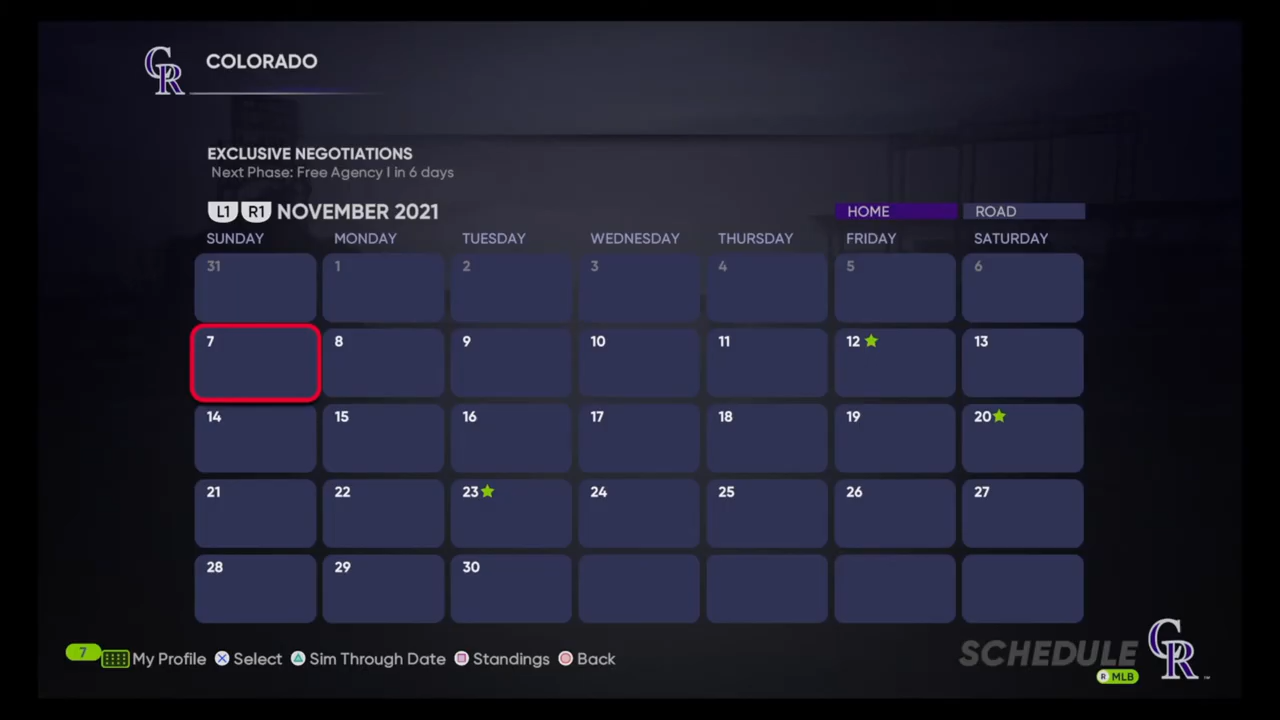 COLORADO
EXCLUSIVE NEGOTIATIONS
Next Phase: Free Agency I in 6 days
L1 R1 NOVEMBER 2021 HOME ROAD
SUNDAY MONDAY TUESDAY WEDNESDAY THURSDAY FRIDAY SATURDAY
31 1 2 3 4 5 6
7 8 9 10 11 12 13
14 15 16 17 18 19 20
21 22 23 24 25 26 27
28 29 30
7 My Profile Select Sim Through Date Standings Back
SCHEDULE CR
R MLB